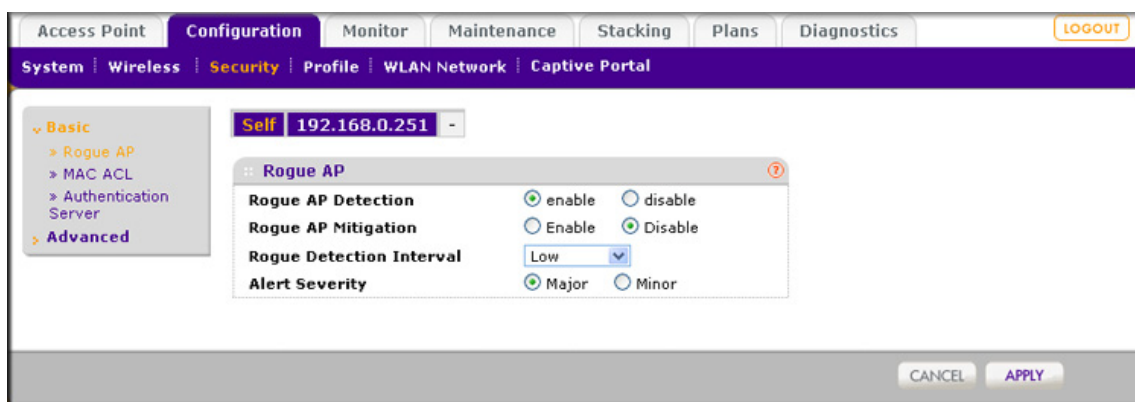 Access Point Configuration Monitor Maintenance Stacking Plans Diagnostics LOGOUT
System Wireless Security Profile WLAN Network Captive Portal
Basic
» Rogue AP
» MAC ACL
» Authentication
Server
Advanced
Self 192.168.0.251 -
Rogue AP ?
Rogue AP Detection enable disable
Rogue AP Mitigation Enable Disable
Rogue Detection Interval Low
Alert Severity Major Minor
CANCEL APPLY